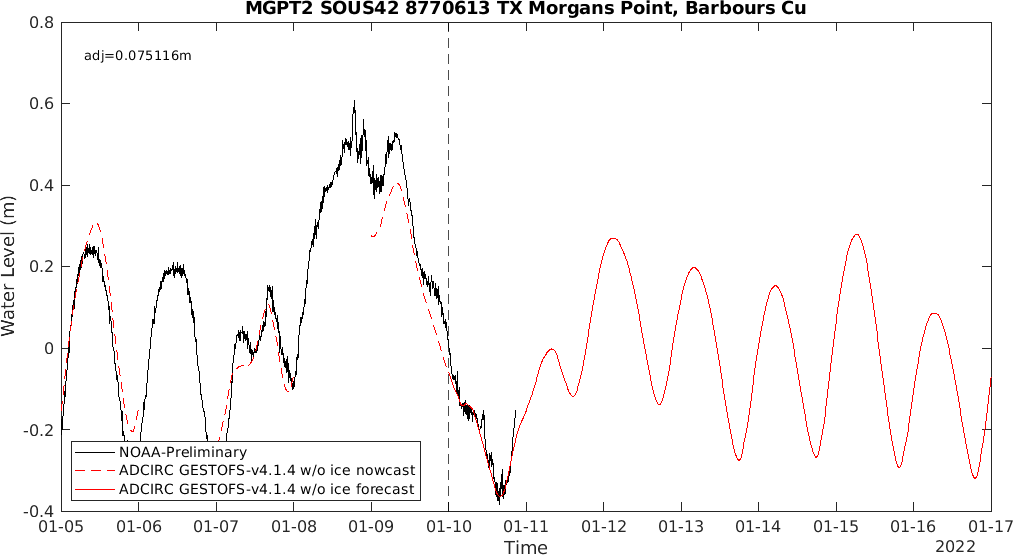 MGPT2 SOUS42 8770613 TX Morgans Point, Barbours Cu
adj=0.075116m
Water Level (m)
0.8
0.6
0.4
0.2
0
-0.2
-0.4
NOAA-Preliminary
ADCIRC GESTOFS-v4.1.4 w/o ice nowcast
ADCIRC GESTOFS-v4.1.4 w/o ice forecast
01-05 01-06 01-07 01-08 01-09 01-10 01-11 01-12 01-13 01-14 01-15 01-16 01-17
Time
2022